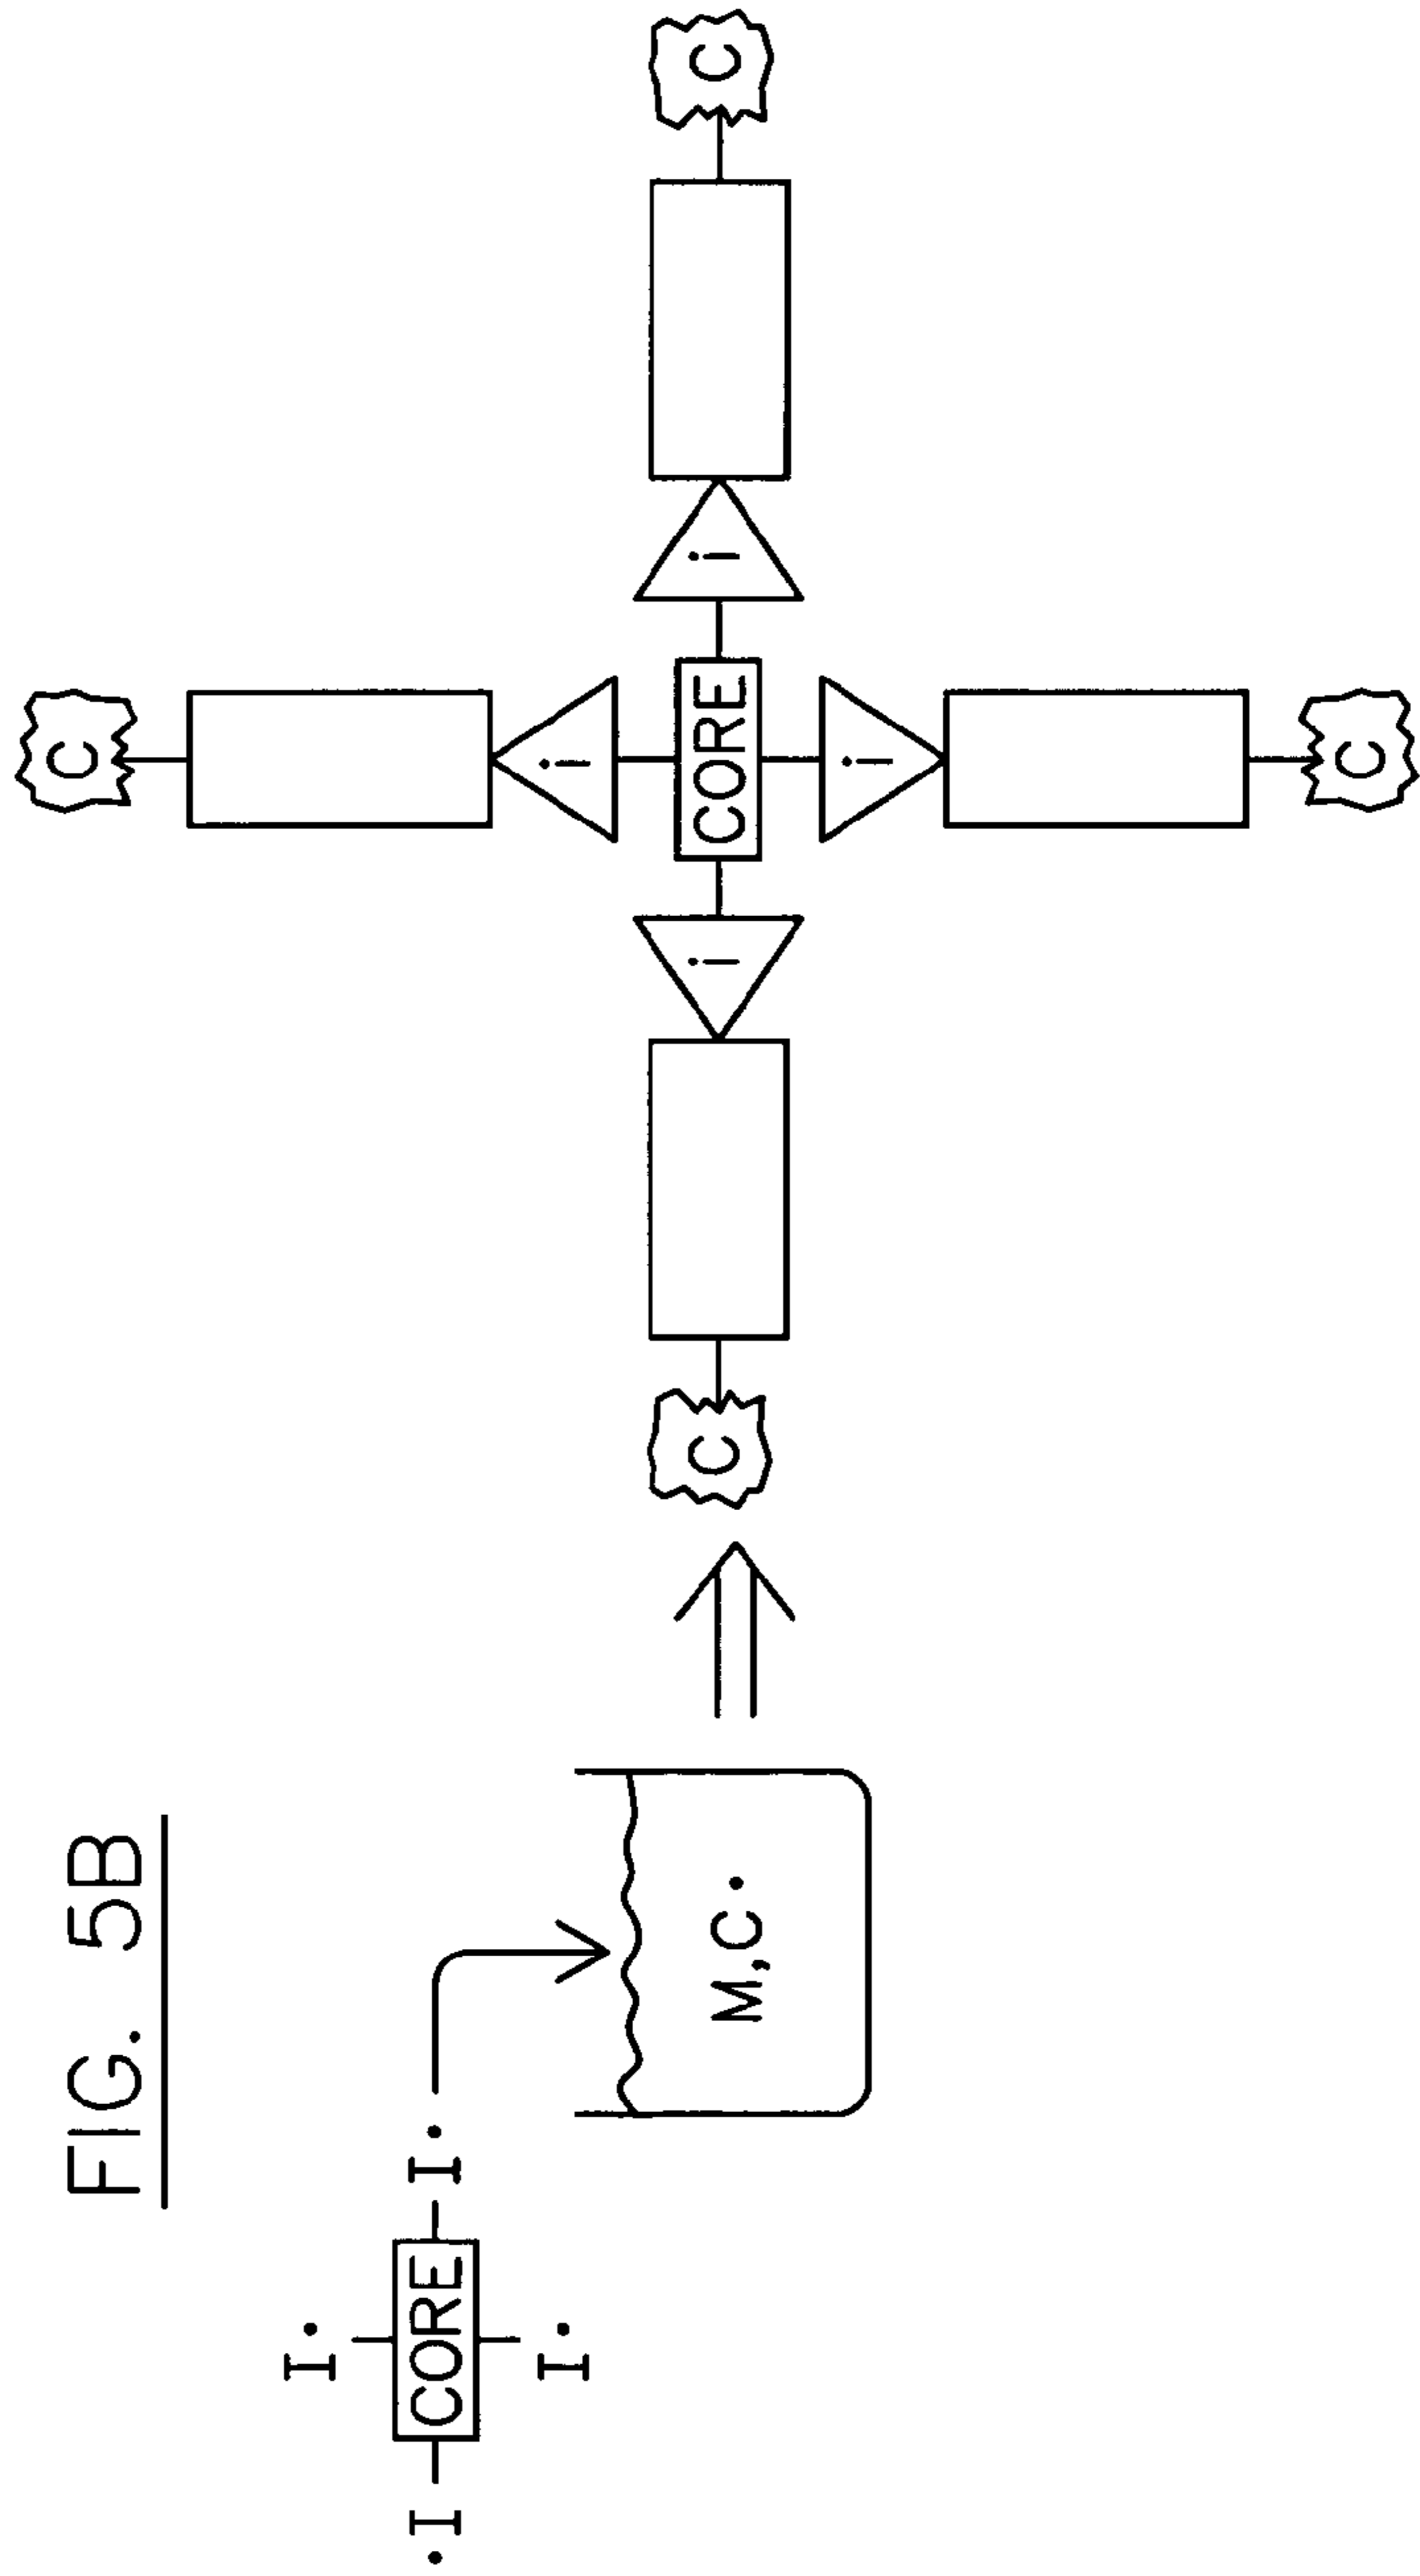 FIG. 5B
I•
•I CORE I•
I•
M,C•
C
i
C i CORE i C
i
C